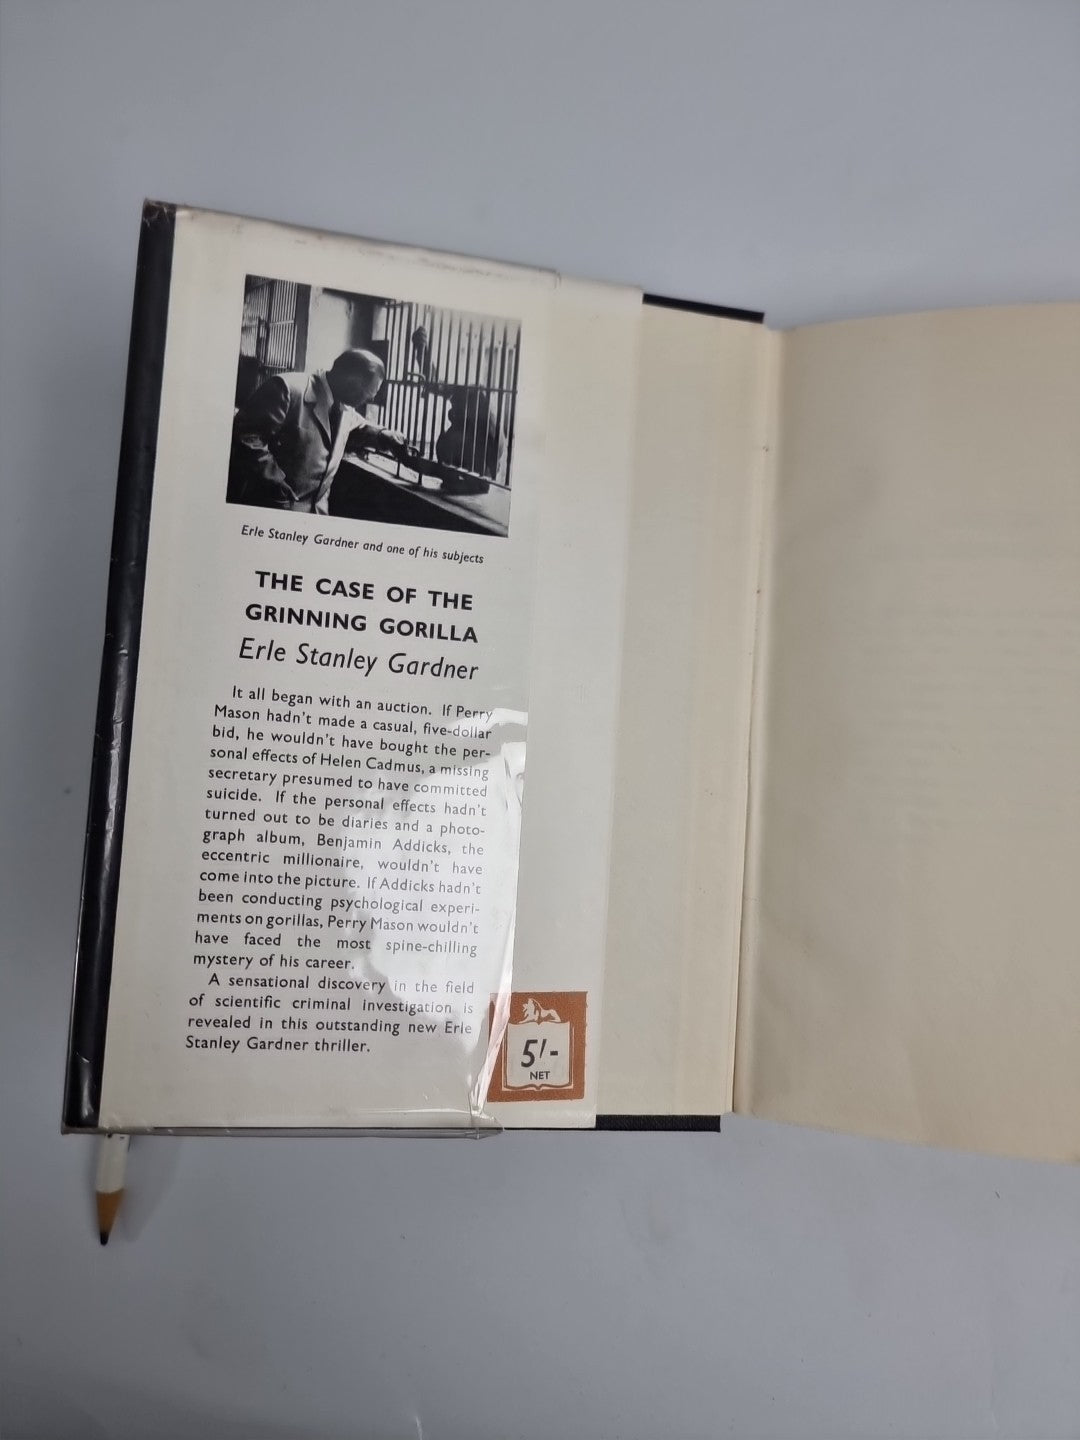 Erle Stanley Gardner and one of his subjects
THE CASE OF THE
GRINNING GORILLA
Erle Stanley Gardner
It all began with an auction. If Perry
Mason hadn't made a casual, five-dollar
bid, he wouldn't have bought the per-
sonal effects of Helen Cadmus, a missing
secretary presumed to have committed
suicide. If the personal effects hadn't
turned out to be diaries and a photo-
graph album, Benjamin Addicks, the
eccentric millionaire, wouldn't have
come into the picture. If Addicks hadn't
been conducting psychological experi-
ments on gorillas, Perry Mason wouldn't
have faced the most spine-chilling
mystery of his career.
A sensational discovery in the field
of scientific criminal investigation is
revealed in this outstanding new Erle
Stanley Gardner thriller.
5/-
NET